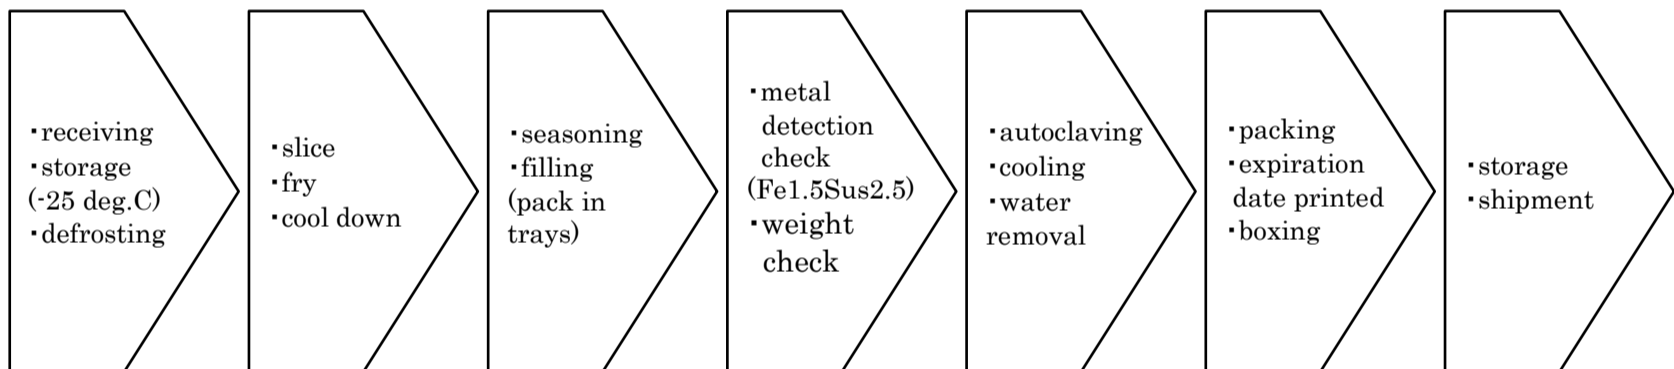 ・receiving
・storage
(-25 deg.C)
・defrosting
・slice
・fry
・cool down
・seasoning
・filling
(pack in
trays)
・metal
detection
check
(Fe1.5Sus2.5)
・weight
check
・autoclaving
・cooling
・water
removal
・packing
・expiration
date printed
・boxing
・storage
・shipment